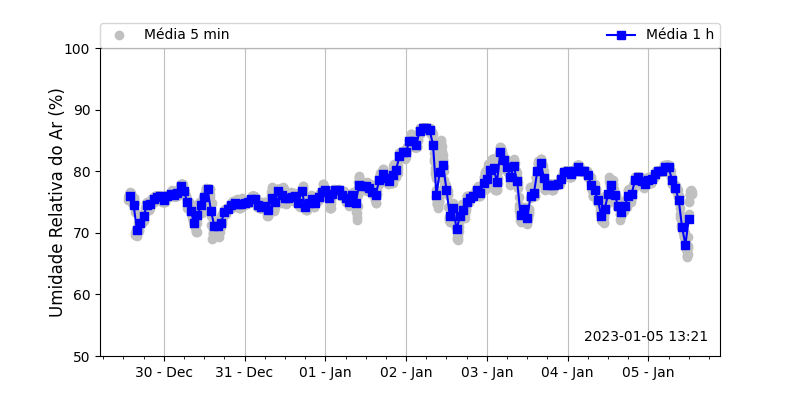 Média 5 min
Média 1 h
Umidade Relativa do Ar (%)
100
90
80
70
60
50
2023-01-05 13:21
30 - Dec
31 - Dec
01 - Jan
02 - Jan
03 - Jan
04 - Jan
05 - Jan